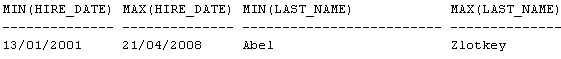 MIN(HIRE_DATE) MAX(HIRE_DATE) MIN(LAST_NAME) MAX(LAST_NAME)
-------------- -------------- ------------------------- -------------
13/01/2001 21/04/2008 Abel Zlotkey